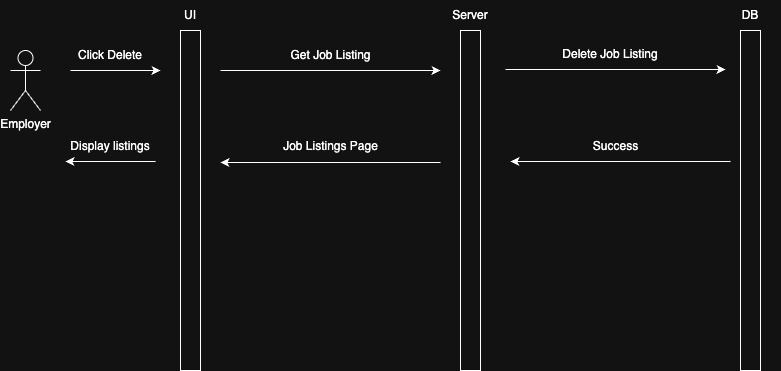 UI
Server
DB
Click Delete
Get Job Listing
Delete Job Listing
Employer
Display listings
Job Listings Page
Success